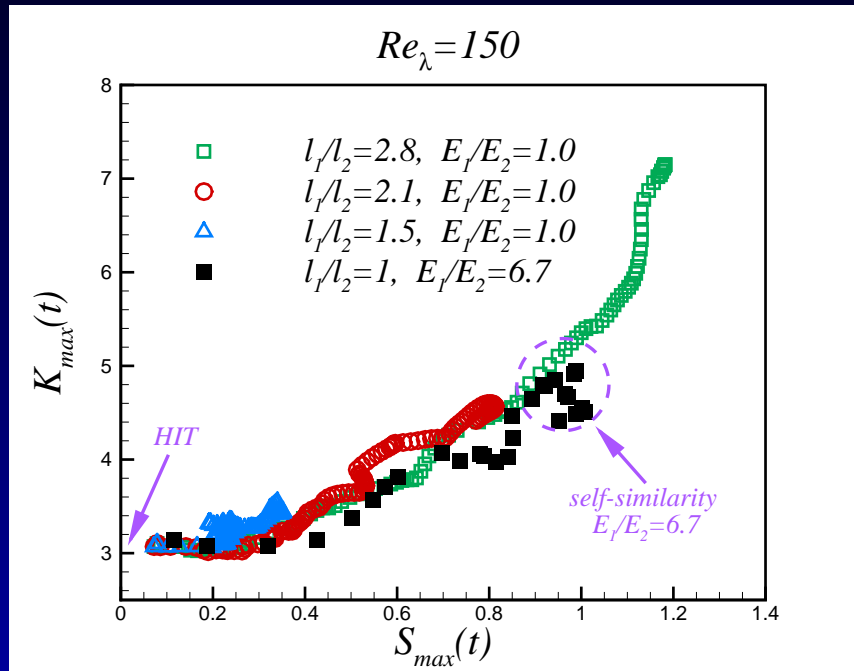 Re_λ=150
8
7
6
5
4
3
K_max(t)
l_1/l_2=2.8, E_1/E_2=1.0
l_1/l_2=2.1, E_1/E_2=1.0
l_1/l_2=1.5, E_1/E_2=1.0
l_1/l_2=1, E_1/E_2=6.7
HIT
self-similarity
E_1/E_2=6.7
0 0.2 0.4 0.6 0.8 1 1.2 1.4
S_max(t)